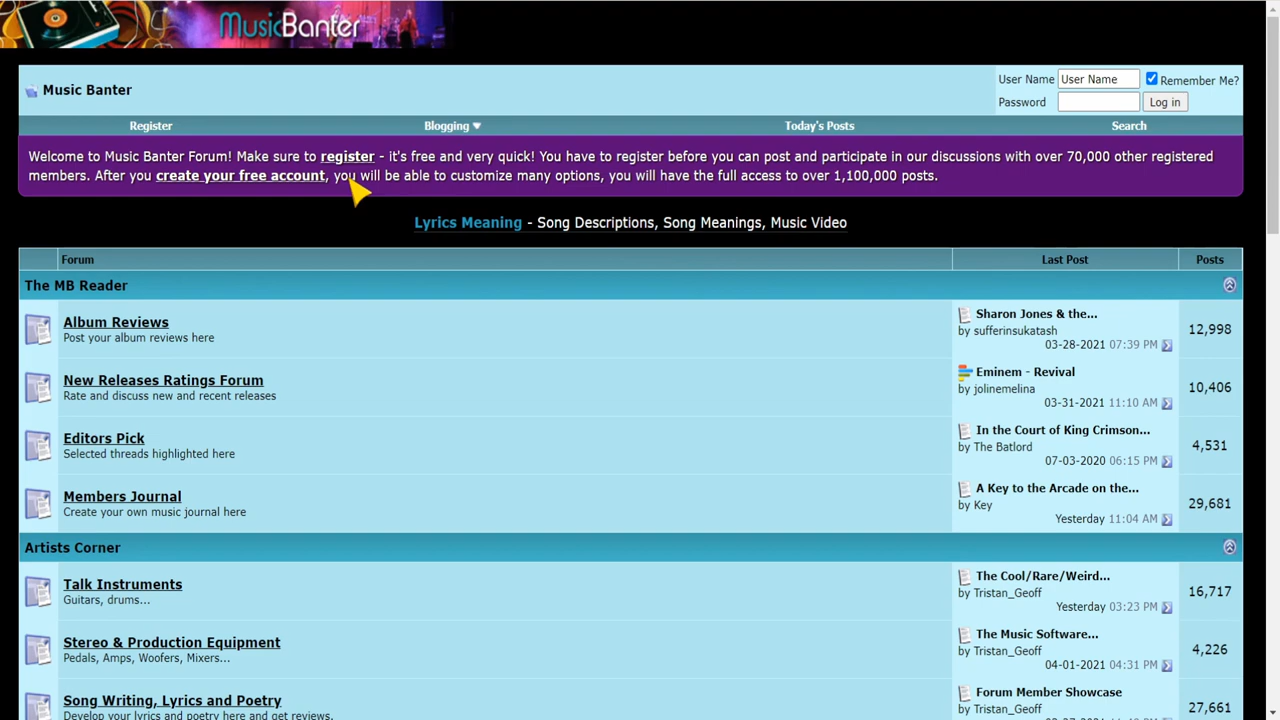 MusicBanter
Music Banter
User Name User Name Remember Me?
Password Log in
Register Blogging Today's Posts Search
Welcome to Music Banter Forum! Make sure to register - it's free and very quick! You have to register before you can post and participate in our discussions with over 70,000 other registered
members. After you create your free account, you will be able to customize many options, you will have the full access to over 1,100,000 posts.
Lyrics Meaning - Song Descriptions, Song Meanings, Music Video
Forum Last Post Posts
The MB Reader
Album Reviews
Post your album reviews here
Sharon Jones & the...
by sufferinsukatash
03-28-2021 07:39 PM
12,998
New Releases Ratings Forum
Rate and discuss new and recent releases
Eminem - Revival
by jolinemelina
03-31-2021 11:10 AM
10,406
Editors Pick
Selected threads highlighted here
In the Court of King Crimson...
by The Batlord
07-03-2020 06:15 PM
4,531
Members Journal
Create your own music journal here
A Key to the Arcade on the...
by Key
Yesterday 11:04 AM
29,681
Artists Corner
Talk Instruments
Guitars, drums...
The Cool/Rare/Weird...
by Tristan_Geoff
Yesterday 03:23 PM
16,717
Stereo & Production Equipment
Pedals, Amps, Woofers, Mixers...
The Music Software...
by Tristan_Geoff
04-01-2021 04:31 PM
4,226
Song Writing, Lyrics and Poetry
Develop your lyrics and poetry here and get reviews.
Forum Member Showcase
by Tristan_Geoff
27,661